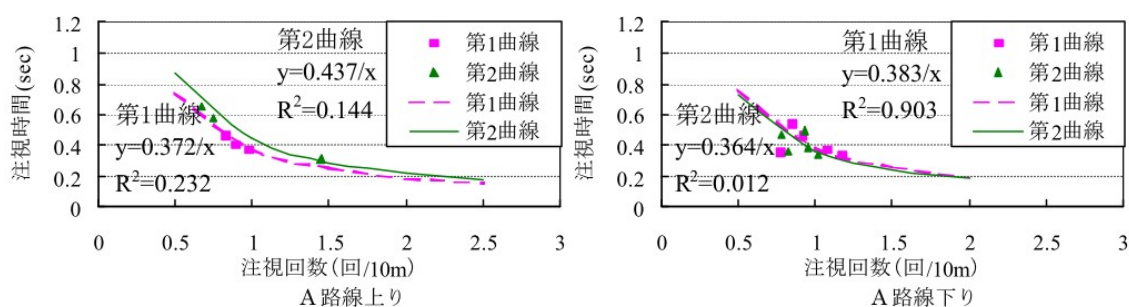 1.2
1
0.8
0.6
0.4
0.2
0
注視時間(sec)
第2曲線
y=0.437/x
R²=0.144
第1曲線
y=0.372/x
R²=0.232
第1曲線
第2曲線
第1曲線
第2曲線
0 0.5 1 1.5 2 2.5 3
注視回数(回/10m)
A路線上り
1.2
1
0.8
0.6
0.4
0.2
0
注視時間(sec)
第1曲線
y=0.383/x
R²=0.903
第2曲線
y=0.364/x
R²=0.012
第1曲線
第2曲線
第1曲線
第2曲線
0 0.5 1 1.5 2 2.5 3
注視回数(回/10m)
A路線下り